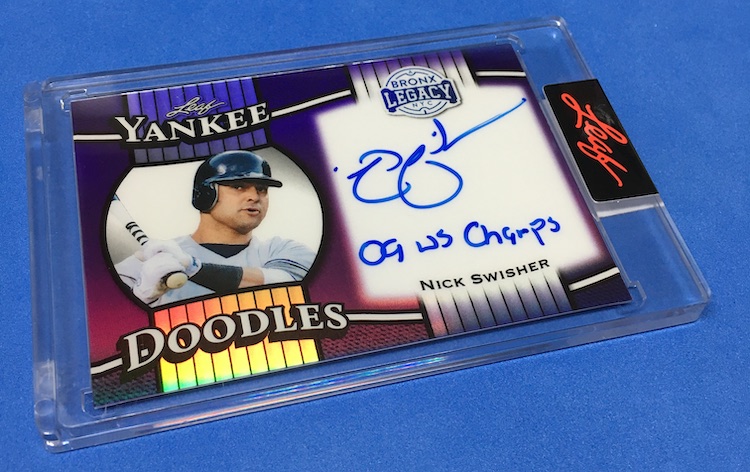 Leaf
YANKEE
DOODLES
BRONX
LEGACY
NYC
09 WS Champs
NICK SWISHER
Leaf